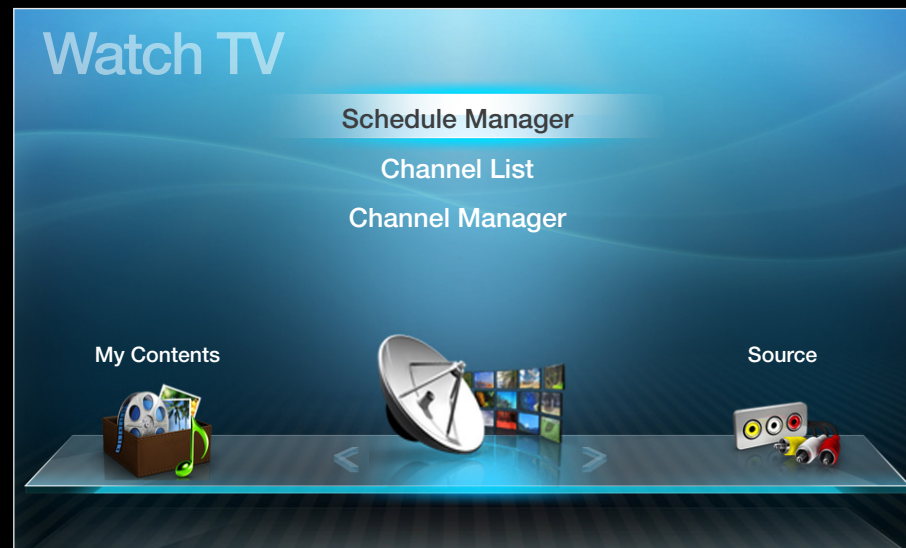 Watch TV
Schedule Manager
Channel List
Channel Manager
My Contents
Source